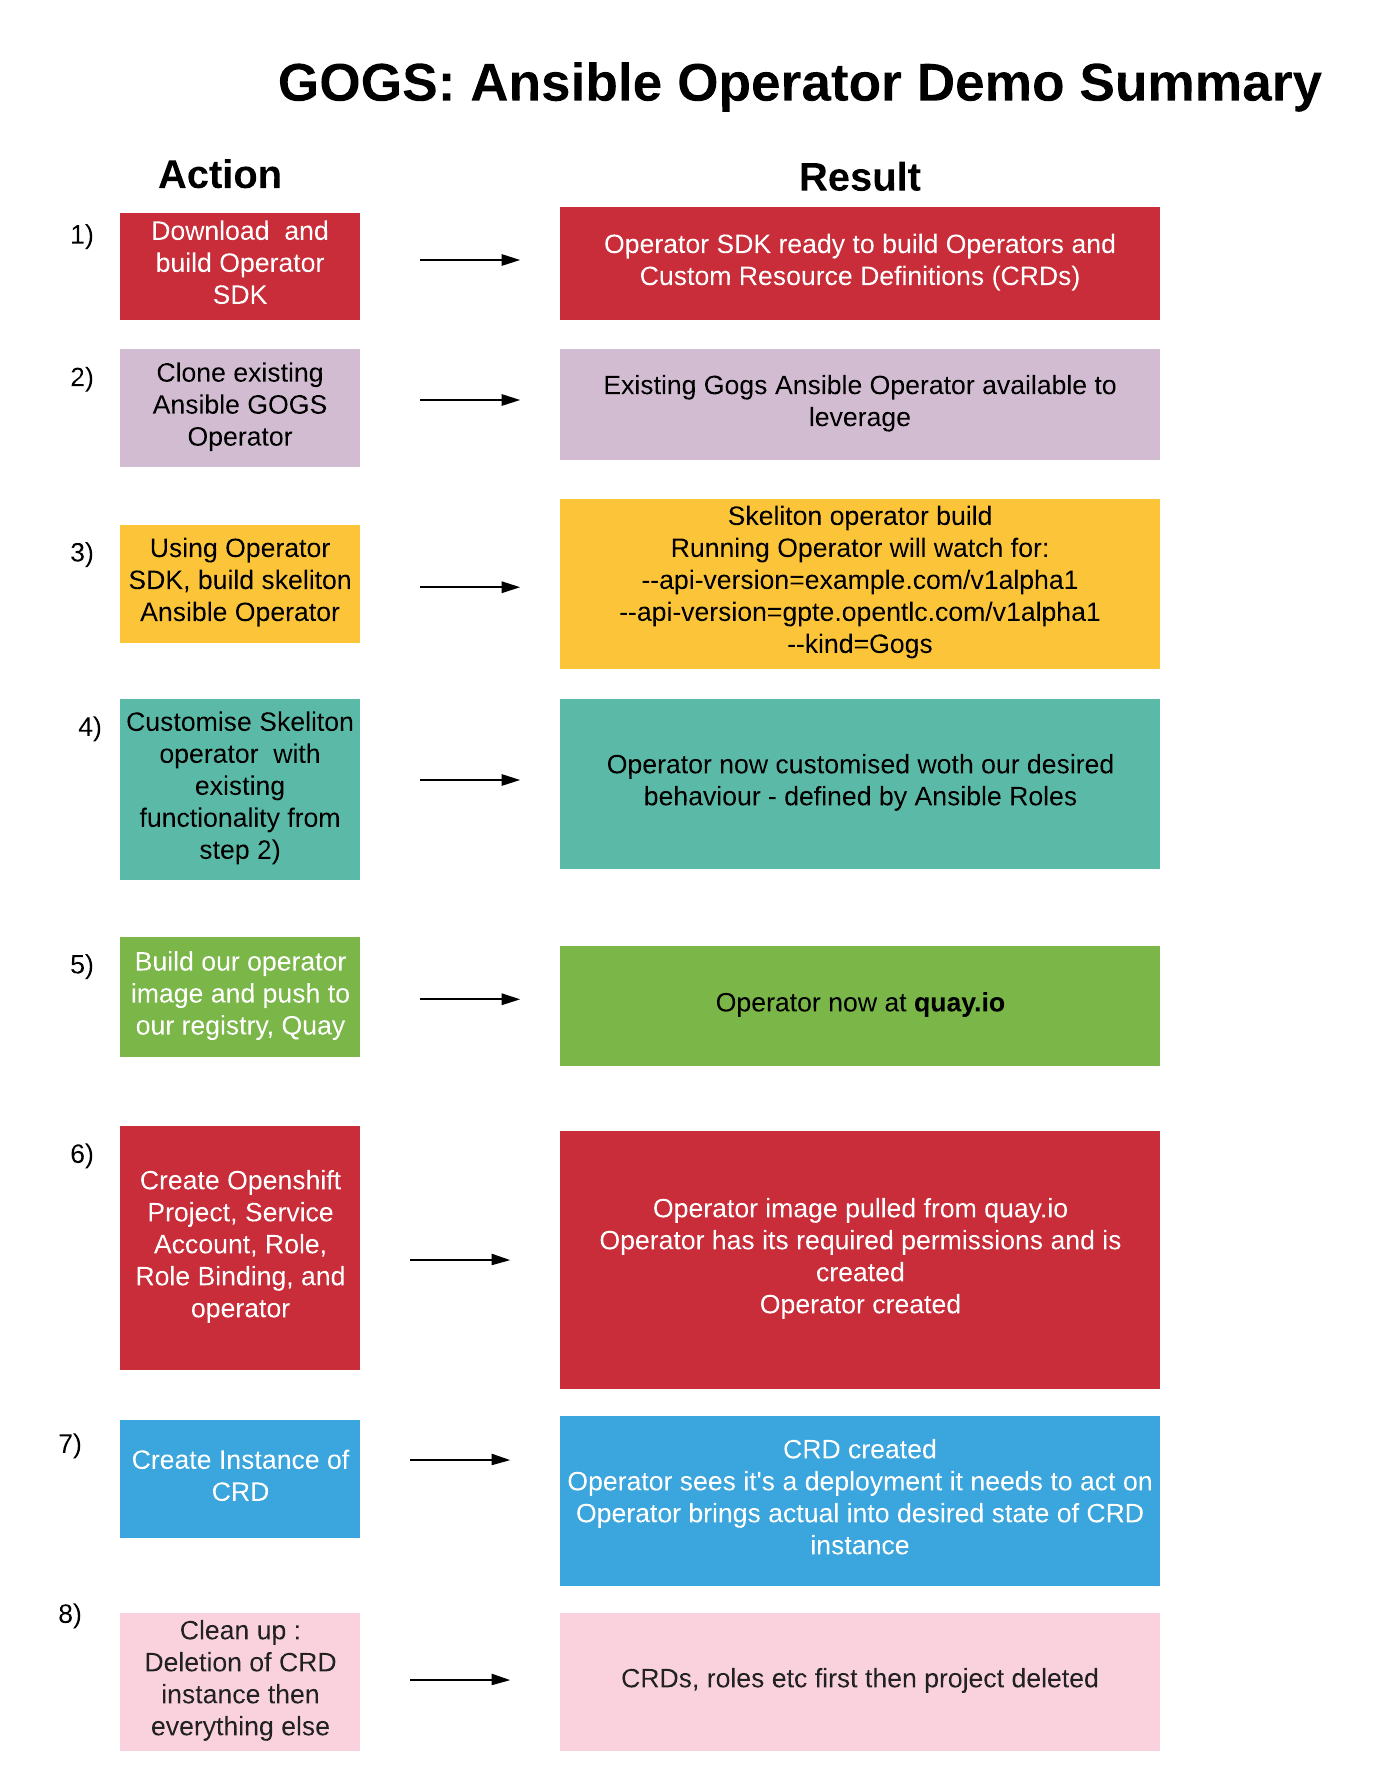 GOGS: Ansible Operator Demo Summary
Action
Result
1)
Download  and
build Operator
SDK
Operator SDK ready to build Operators and
Custom Resource Definitions (CRDs)
2)
Clone existing
Ansible GOGS
Operator
Existing Gogs Ansible Operator available to
leverage
3)
Using Operator
SDK, build skeliton
Ansible Operator
Skeliton operator build
Running Operator will watch for:
--api-version=example.com/v1alpha1
--api-version=gpte.opentlc.com/v1alpha1
--kind=Gogs
4)
Customise Skeliton
operator  with
existing
functionality from
step 2)
Operator now customised woth our desired
behaviour - defined by Ansible Roles
5)
Build our operator
image and push to
our registry, Quay
Operator now at quay.io
6)
Create Openshift
Project, Service
Account, Role,
Role Binding, and
operator
Operator image pulled from quay.io
Operator has its required permissions and is
created
Operator created
7)
Create Instance of
CRD
CRD created
Operator sees it's a deployment it needs to act on
Operator brings actual into desired state of CRD
instance
8)
Clean up :
Deletion of CRD
instance then
everything else
CRDs, roles etc first then project deleted